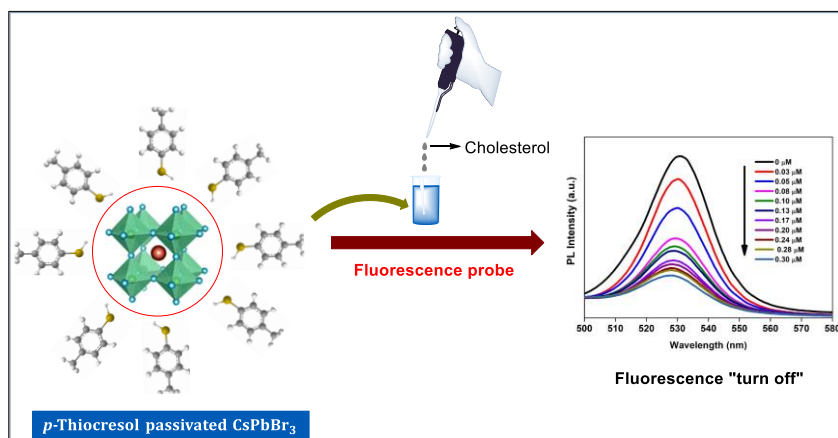 Cholesterol
Fluorescence probe
p-Thiocresol passivated CsPbBr₃
PL Intensity (a.u.)
0 μM
0.03 μM
0.05 μM
0.08 μM
0.10 μM
0.13 μM
0.17 μM
0.20 μM
0.24 μM
0.28 μM
0.30 μM
500 510 520 530 540 550 560 570 580
Wavelength (nm)
Fluorescence "turn off"